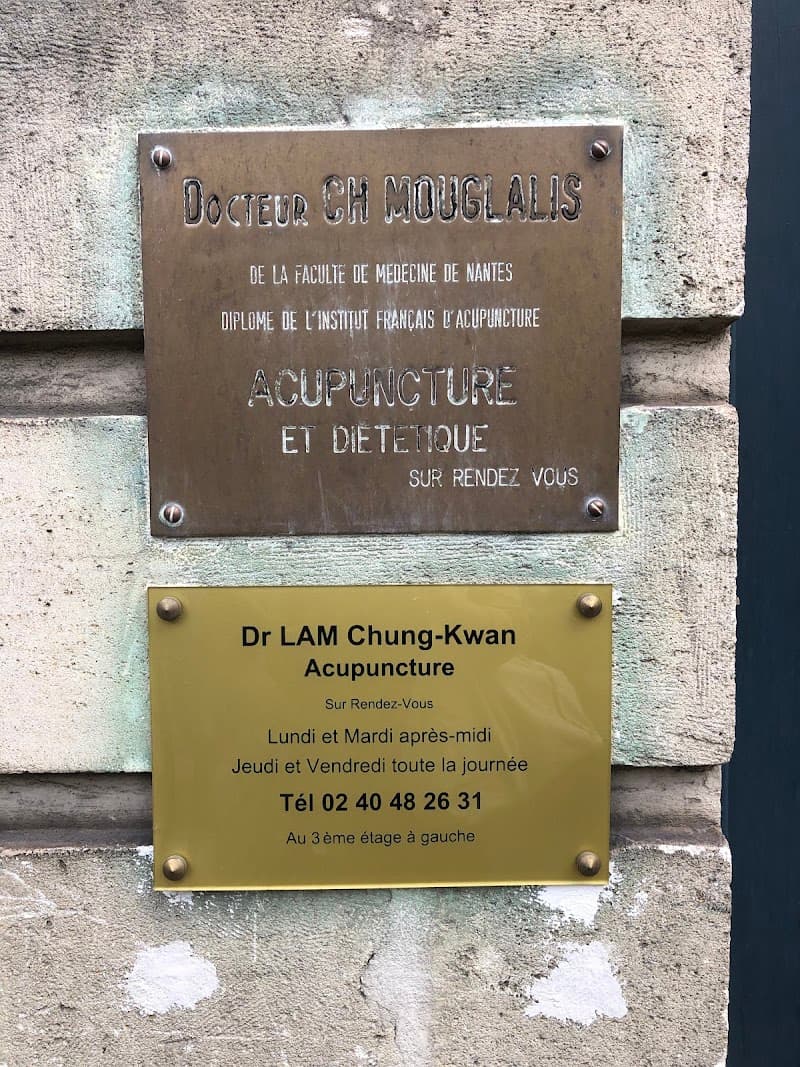 DOCTEUR CH MOUGLALIS
DE LA FACULTE DE MEDECINE DE NANTES
DIPLOME DE L'INSTITUT FRANÇAIS D'ACUPUNCTURE
ACUPUNCTURE
ET DIETETIQUE
SUR RENDEZ VOUS
Dr LAM Chung-Kwan
Acupuncture
Sur Rendez-Vous
Lundi et Mardi après-midi
Jeudi et Vendredi toute la journée
Tél 02 40 48 26 31
Au 3ème étage à gauche